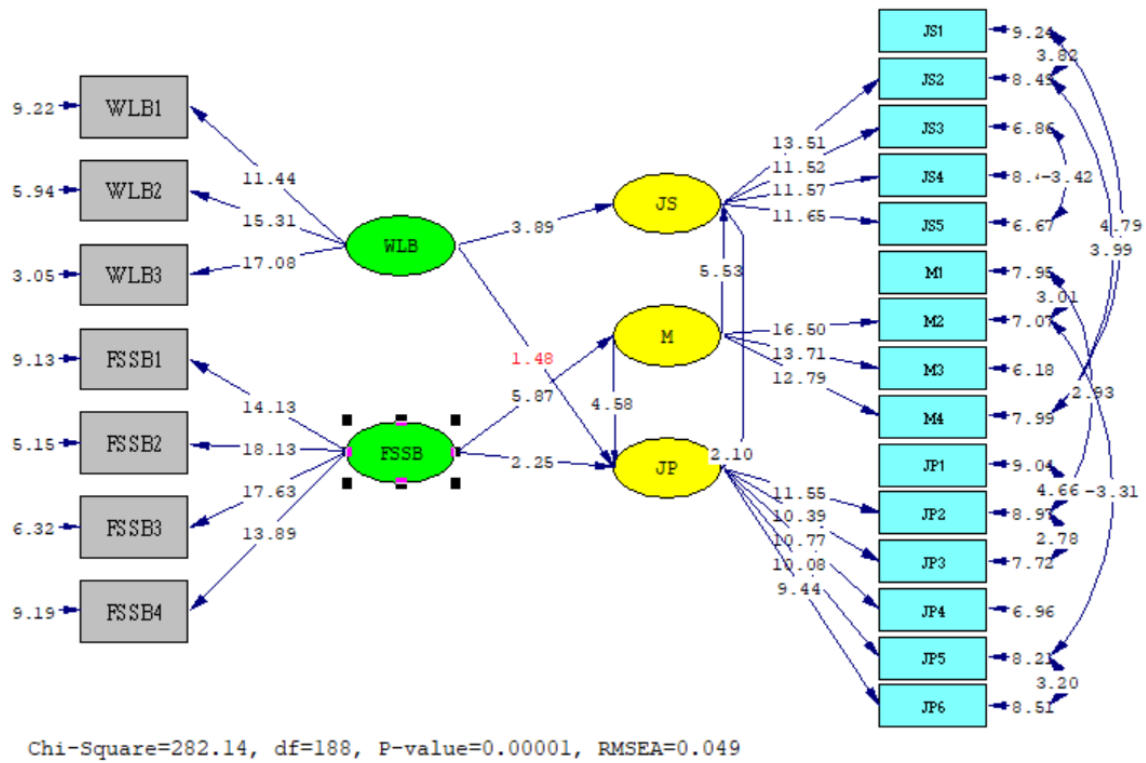 9.22
WLB1
5.94
WLB2
3.05
WLB3
9.13
FSSB1
5.15
FSSB2
6.32
FSSB3
9.19
FSSB4
11.44
15.31
17.08
14.13
18.13
17.63
13.89
WLB
FSSB
3.89
1.48
5.87
2.25
JS
M
JP
5.53
4.58
2.10
13.51
11.52
11.57
11.65
16.50
13.71
12.79
11.55
10.39
10.77
10.08
9.44
JS1
9.24
JS2
8.49
JS3
6.86
JS4
JS5
6.67
M1
7.95
M2
7.07
M3
6.18
M4
7.99
JP1
9.04
JP2
8.97
JP3
7.72
JP4
6.96
JP5
8.21
JP6
8.51
3.82
-3.42
4.79
3.99
3.01
2.93
4.66
-3.31
2.78
3.20
Chi-Square=282.14, df=188, P-value=0.00001, RMSEA=0.049